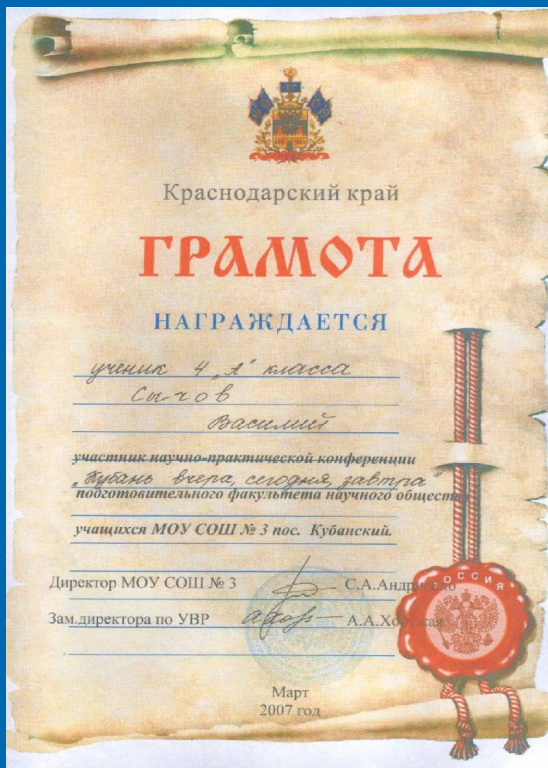 Краснодарский край
ГРАМОТА
НАГРАЖДАЕТСЯ
ученик 4 „А" класса
Сычов
Василий
участник научно-практической конференции
„Кубань вчера, сегодня, завтра"
подготовительного факультета научного общества
учащихся МОУ СОШ № 3 пос. Кубанский.
Директор МОУ СОШ № 3 С.А.
Зам.директора по УВР А.А.
РОССИЯ
Март
2007 год